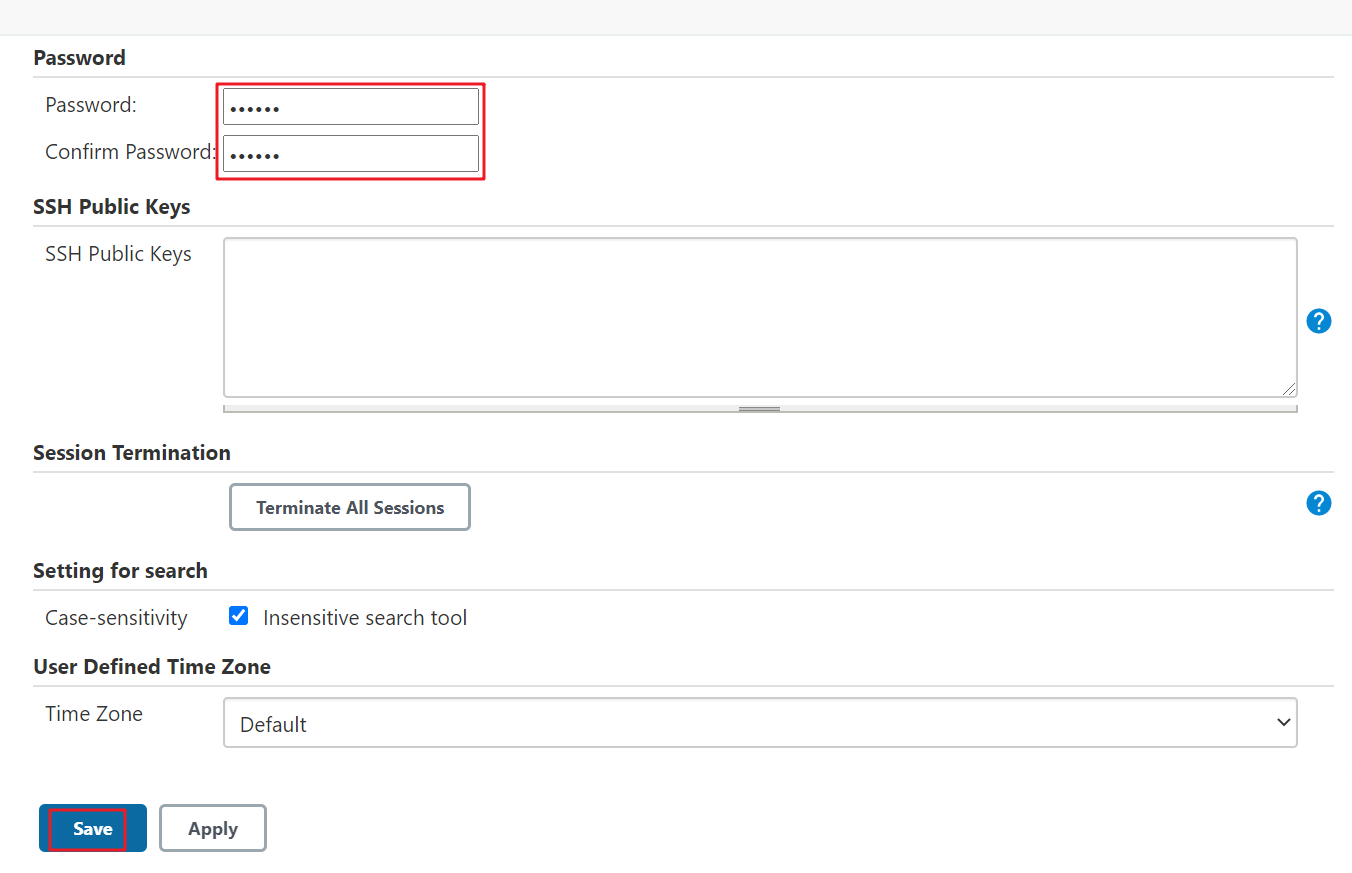 Password
Password:
••••••
Confirm Password:
••••••
SSH Public Keys
SSH Public Keys
?
Session Termination
Terminate All Sessions
?
Setting for search
Case-sensitivity
Insensitive search tool
User Defined Time Zone
Time Zone
Default
Save
Apply